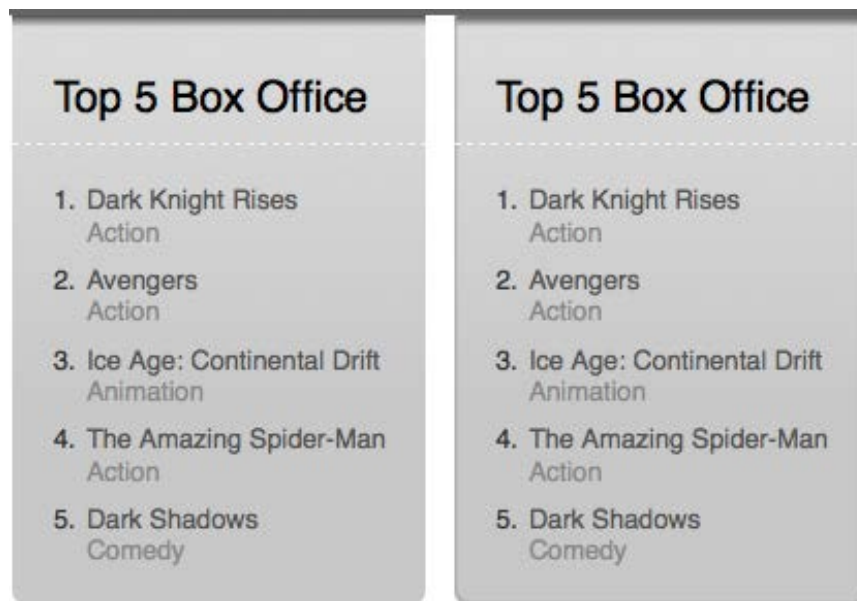 Top 5 Box Office
1. Dark Knight Rises
Action
2. Avengers
Action
3. Ice Age: Continental Drift
Animation
4. The Amazing Spider-Man
Action
5. Dark Shadows
Comedy
Top 5 Box Office
1. Dark Knight Rises
Action
2. Avengers
Action
3. Ice Age: Continental Drift
Animation
4. The Amazing Spider-Man
Action
5. Dark Shadows
Comedy